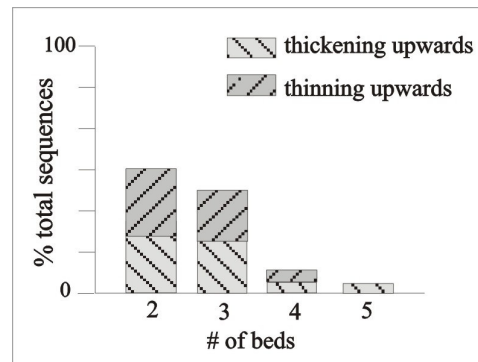 100
thickening upwards
thinning upwards
% total sequences
0
2 3 4 5
# of beds